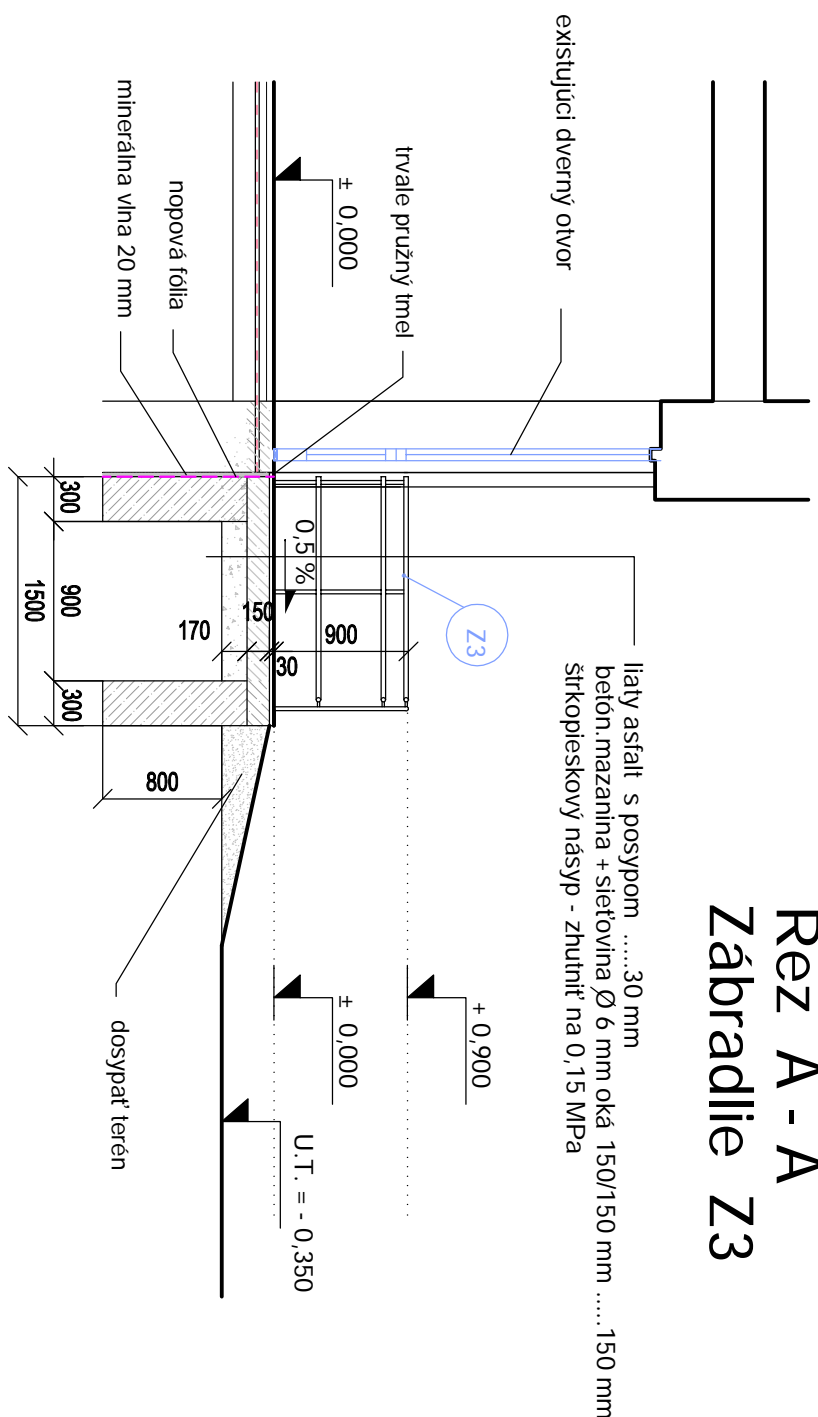 Rez A - A
Zábradlie Z3
liaty asfalt s posypom ......30 mm
betón.mazanina + sieťovina Ø 6 mm oká 150/150 mm .....150 mm
štrkopieskový násyp - zhutniť na 0,15 MPa
existujúci dverný otvor
Z3
+ 0,900
± 0,000
± 0,000
U.T. = - 0,350
trvale pružný tmel
nopová fólia
minerálna vlna 20 mm
dosypať terén
0,5 %
900
30
150
170
800
300
900
300
1500